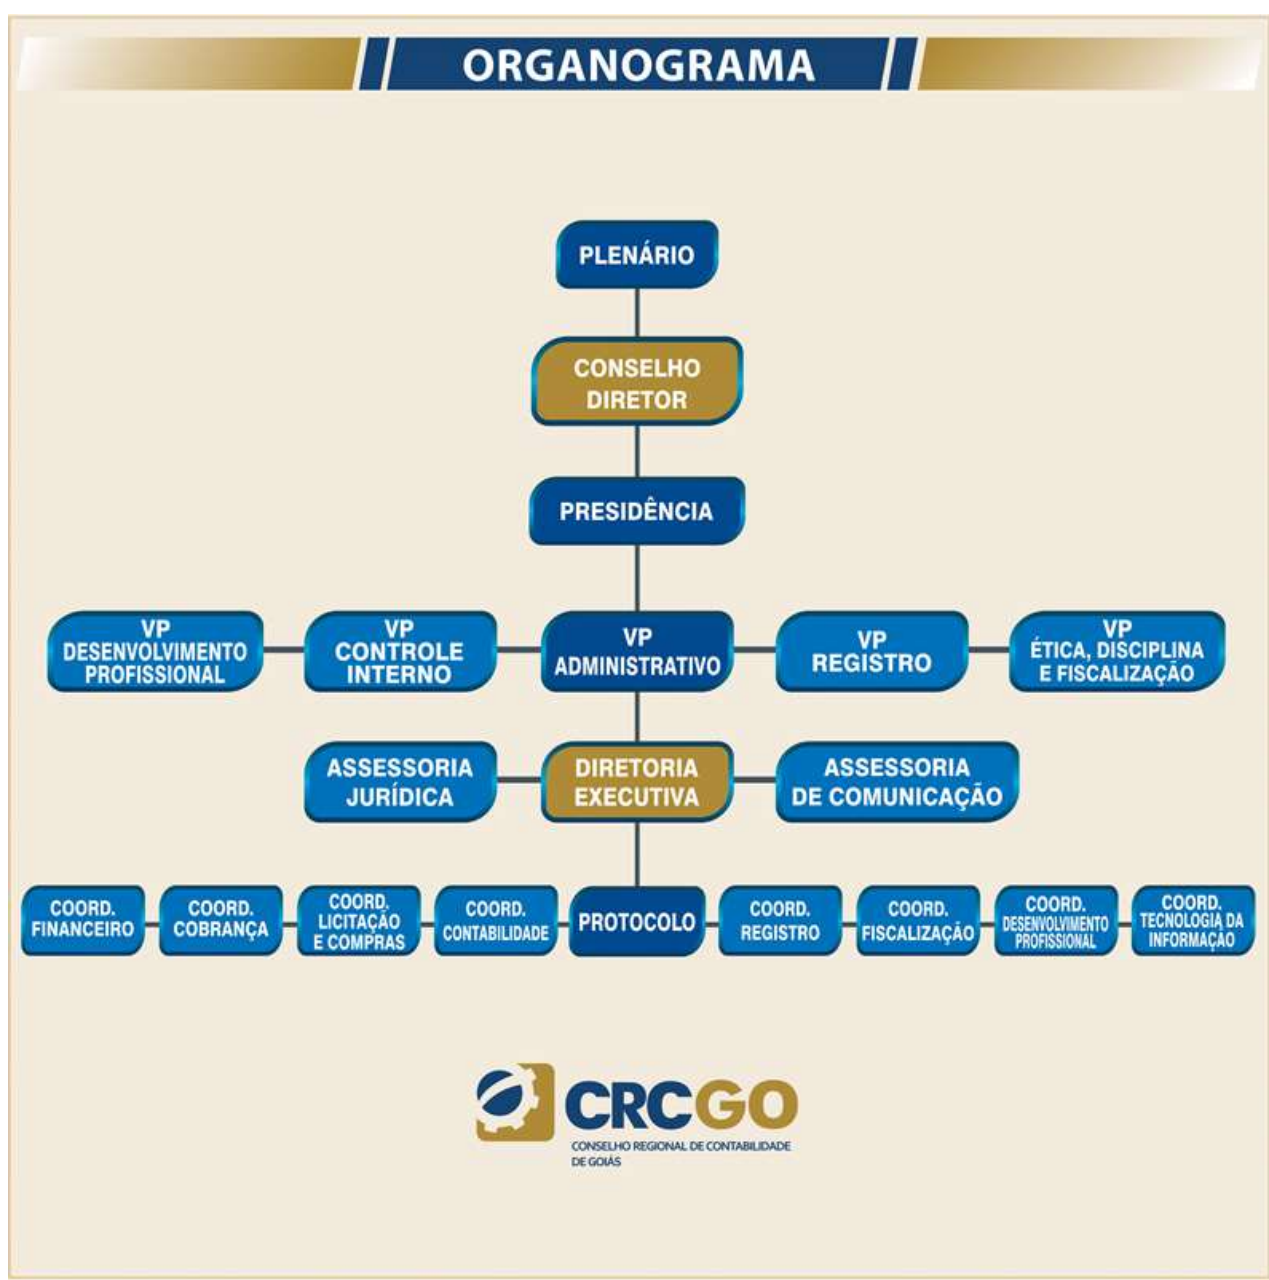 ORGANOGRAMA
PLENÁRIO
CONSELHO
DIRETOR
PRESIDÊNCIA
VP
DESENVOLVIMENTO
PROFISSIONAL
VP
CONTROLE
INTERNO
VP
ADMINISTRATIVO
VP
REGISTRO
VP
ÉTICA, DISCIPLINA
E FISCALIZAÇÃO
ASSESSORIA
JURÍDICA
DIRETORIA
EXECUTIVA
ASSESSORIA
DE COMUNICAÇÃO
COORD.
FINANCEIRO
COORD.
COBRANÇA
COORD.
LICITAÇÃO
E COMPRAS
COORD.
CONTABILIDADE
PROTOCOLO
COORD.
REGISTRO
COORD.
FISCALIZAÇÃO
COORD.
DESENVOLVIMENTO
PROFISSIONAL
COORD.
TECNOLOGIA DA
INFORMAÇÃO
CRCGO
CONSELHO REGIONAL DE CONTABILIDADE
DE GOIÁS